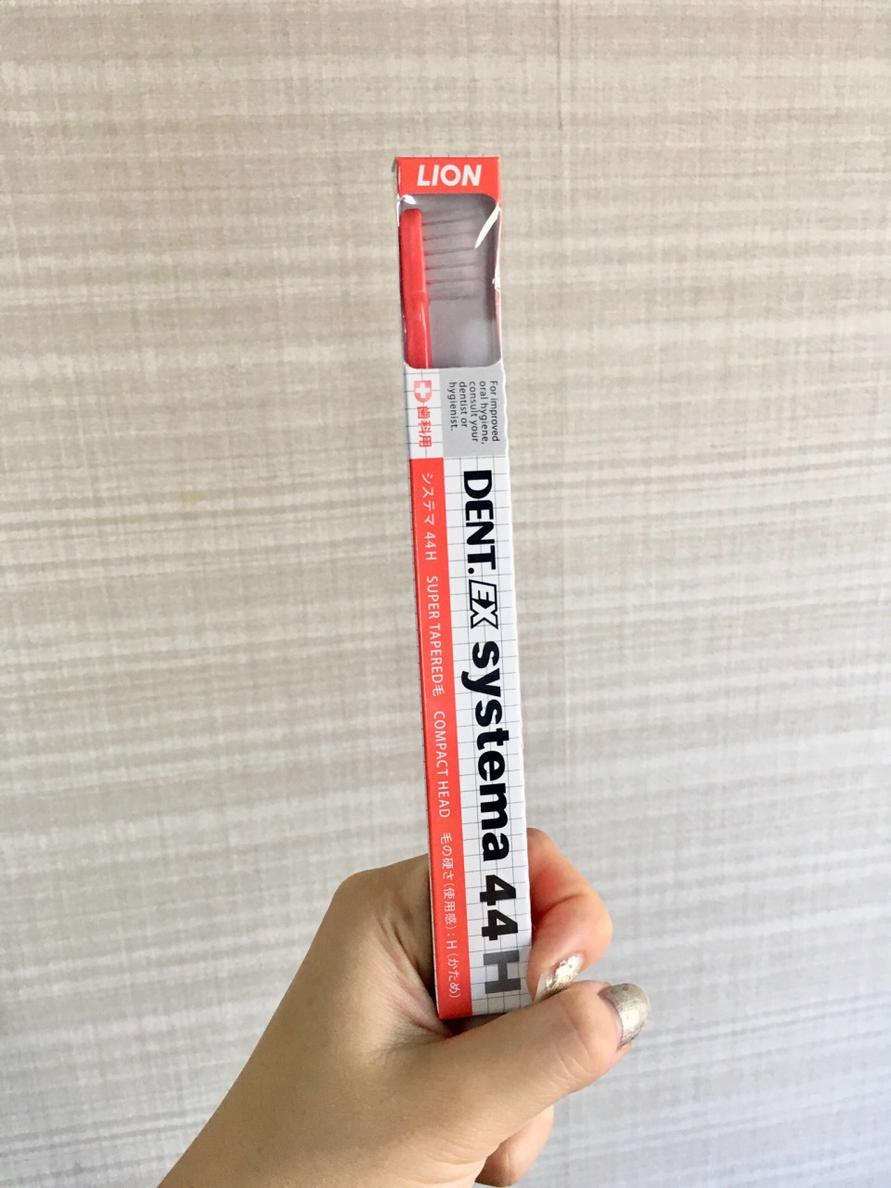 LION
For improved
oral hygiene,
consult your
dentist or
hygienist.
歯科用
DENT. EX systema 44 H
システマ 44H SUPER TAPERED毛 COMPACT HEAD 毛の硬さ(使用感):H(かため)